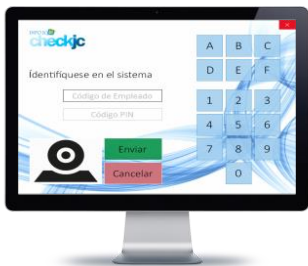 checkjc
Identifíquese en el sistema
Código de Empleado
Código PIN
Enviar
Cancelar
A B C
D E F
1 2 3
4 5 6
7 8 9
0